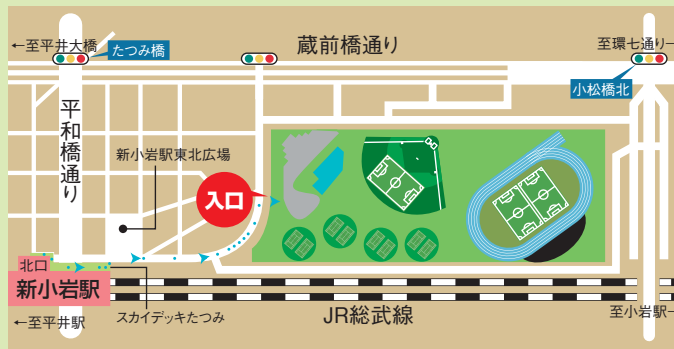 ←至平井大橋
たつみ橋
蔵前橋通り
至環七通り→
小松橋北
平和橋通り
新小岩駅東北広場
入口
北口
新小岩駅
←至平井駅
スカイデッキたつみ
JR総武線
至小岩駅→